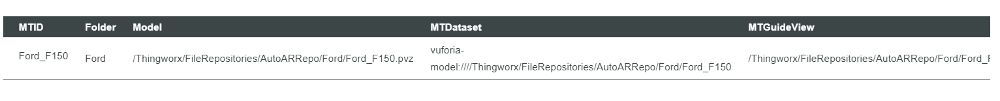 MTID Folder Model MTDataset MTGuideView
Ford_F150 Ford /Thingworx/FileRepositories/AutoARRepo/Ford/Ford_F150.pvz vuforia-
model:////Thingworx/FileRepositories/AutoARRepo/Ford/Ford_F150 /Thingworx/FileRepositories/AutoARRepo/Ford/Ford_F